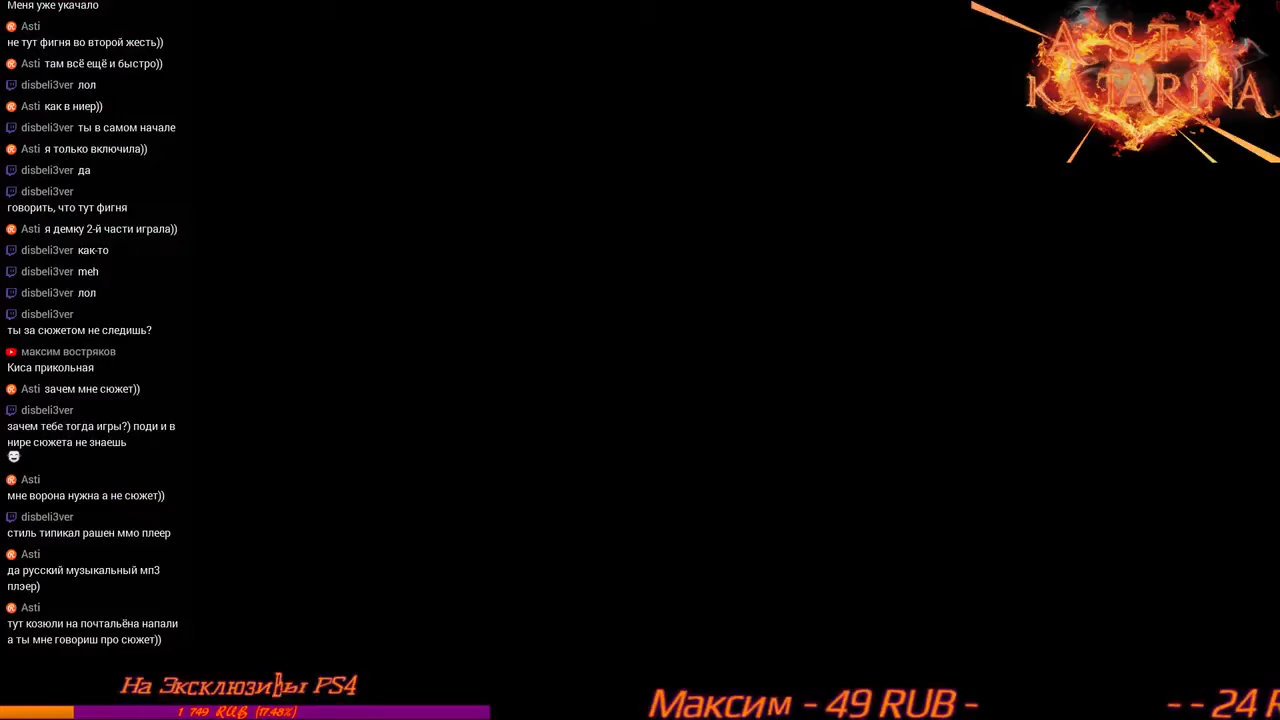 Меня уже укачало
Asti
не тут фигня во второй жесть))
Asti там всё ещё и быстро))
disbeli3ver лол
Asti как в ниер))
disbeli3ver ты в самом начале
Asti я только включила))
disbeli3ver да
disbeli3ver
говорить, что тут фигня
Asti я демку 2-й части играла))
disbeli3ver как-то
disbeli3ver meh
disbeli3ver лол
disbeli3ver
ты за сюжетом не следишь?
максим востряков
Киса прикольная
Asti зачем мне сюжет))
disbeli3ver
зачем тебе тогда игры?) поди и в
нире сюжета не знаешь
Asti
мне ворона нужна а не сюжет))
disbeli3ver
стиль типикал рашен ммо плеер
Asti
да русский музыкальный мп3
плэер)
Asti
тут козюли на почтальёна напали
а ты мне говориш про сюжет))
ASTI
KATARINA
На Эксклюзивы PS4
1 749 RUB (17.48%)
Максим - 49 RUB -
- - 24 R